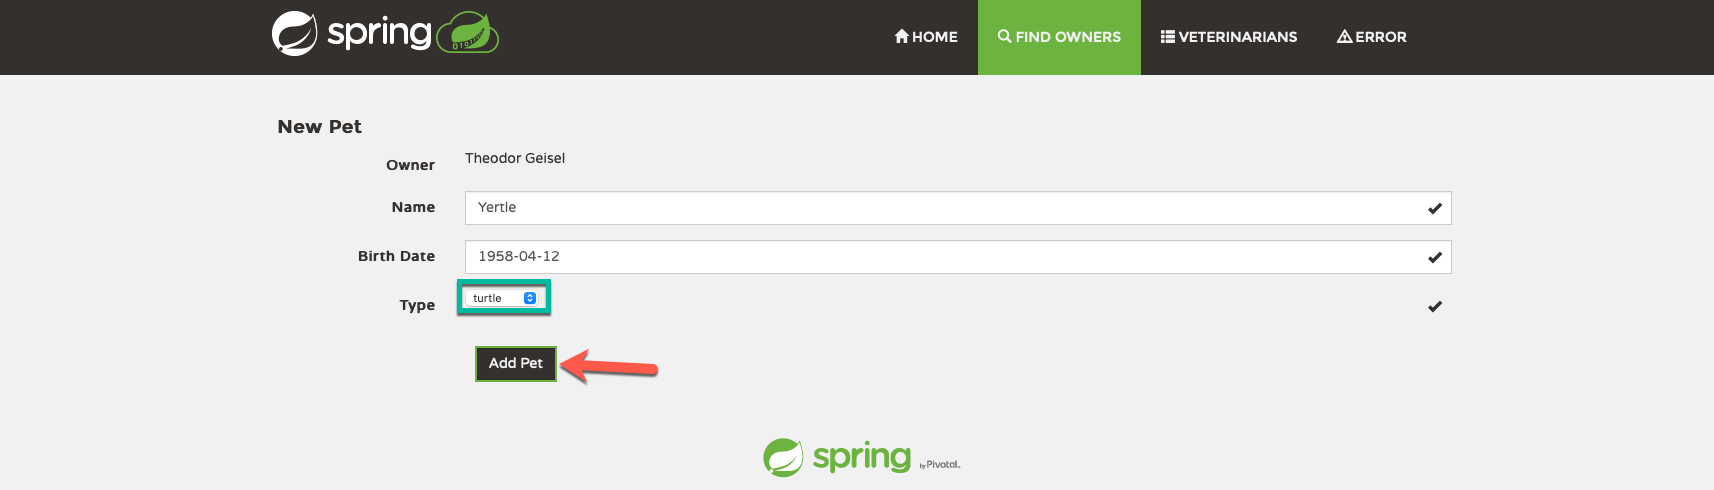 spring
HOME
FIND OWNERS
VETERINARIANS
ERROR
New Pet
Owner
Theodor Geisel
Name
Yertle
Birth Date
1958-04-12
Type
turtle
Add Pet
spring by Pivotal.